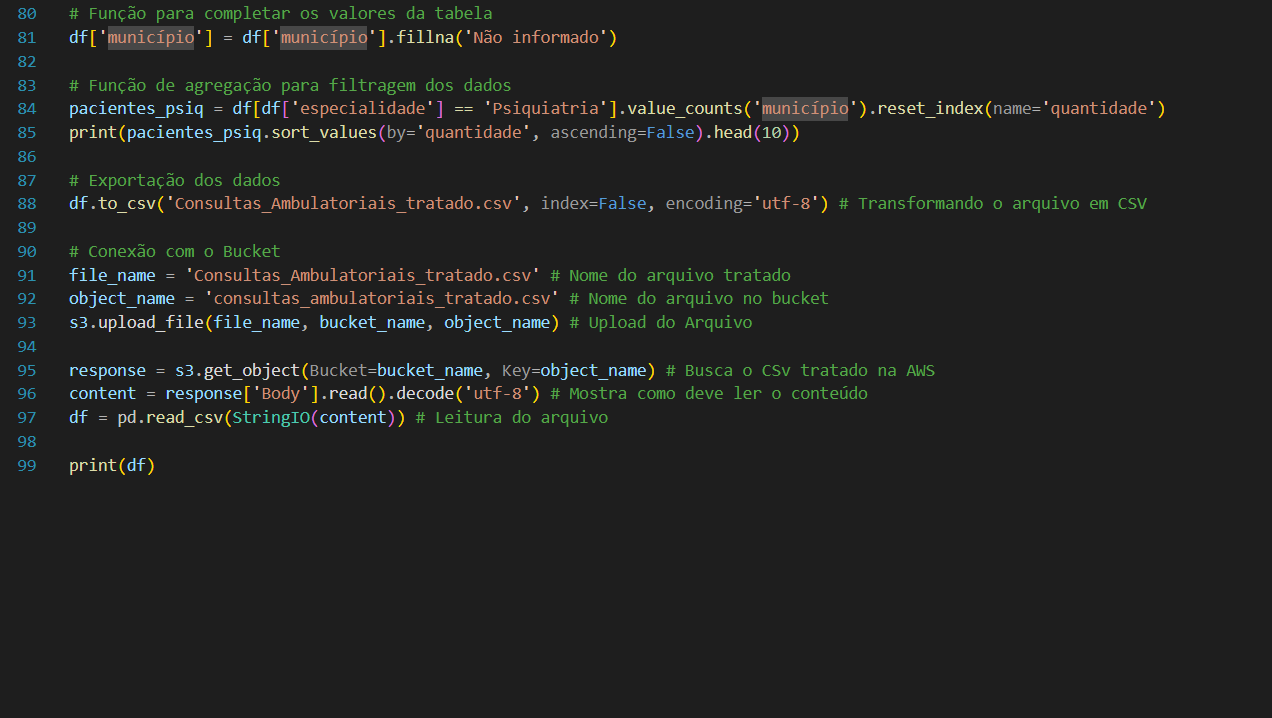 80 # Função para completar os valores da tabela
81 df['município'] = df['município'].fillna('Não informado')
82
83 # Função de agregação para filtragem dos dados
84 pacientes_psiq = df[df['especialidade'] == 'Psiquiatria'].value_counts('município').reset_index(name='quantidade')
85 print(pacientes_psiq.sort_values(by='quantidade', ascending=False).head(10))
86
87 # Exportação dos dados
88 df.to_csv('Consultas_Ambulatoriais_tratado.csv', index=False, encoding='utf-8') # Transformando o arquivo em CSV
89
90 # Conexão com o Bucket
91 file_name = 'Consultas_Ambulatoriais_tratado.csv' # Nome do arquivo tratado
92 object_name = 'consultas_ambulatoriais_tratado.csv' # Nome do arquivo no bucket
93 s3.upload_file(file_name, bucket_name, object_name) # Upload do Arquivo
94
95 response = s3.get_object(Bucket=bucket_name, Key=object_name) # Busca o CSv tratado na AWS
96 content = response['Body'].read().decode('utf-8') # Mostra como deve ler o conteúdo
97 df = pd.read_csv(StringIO(content)) # Leitura do arquivo
98
99 print(df)